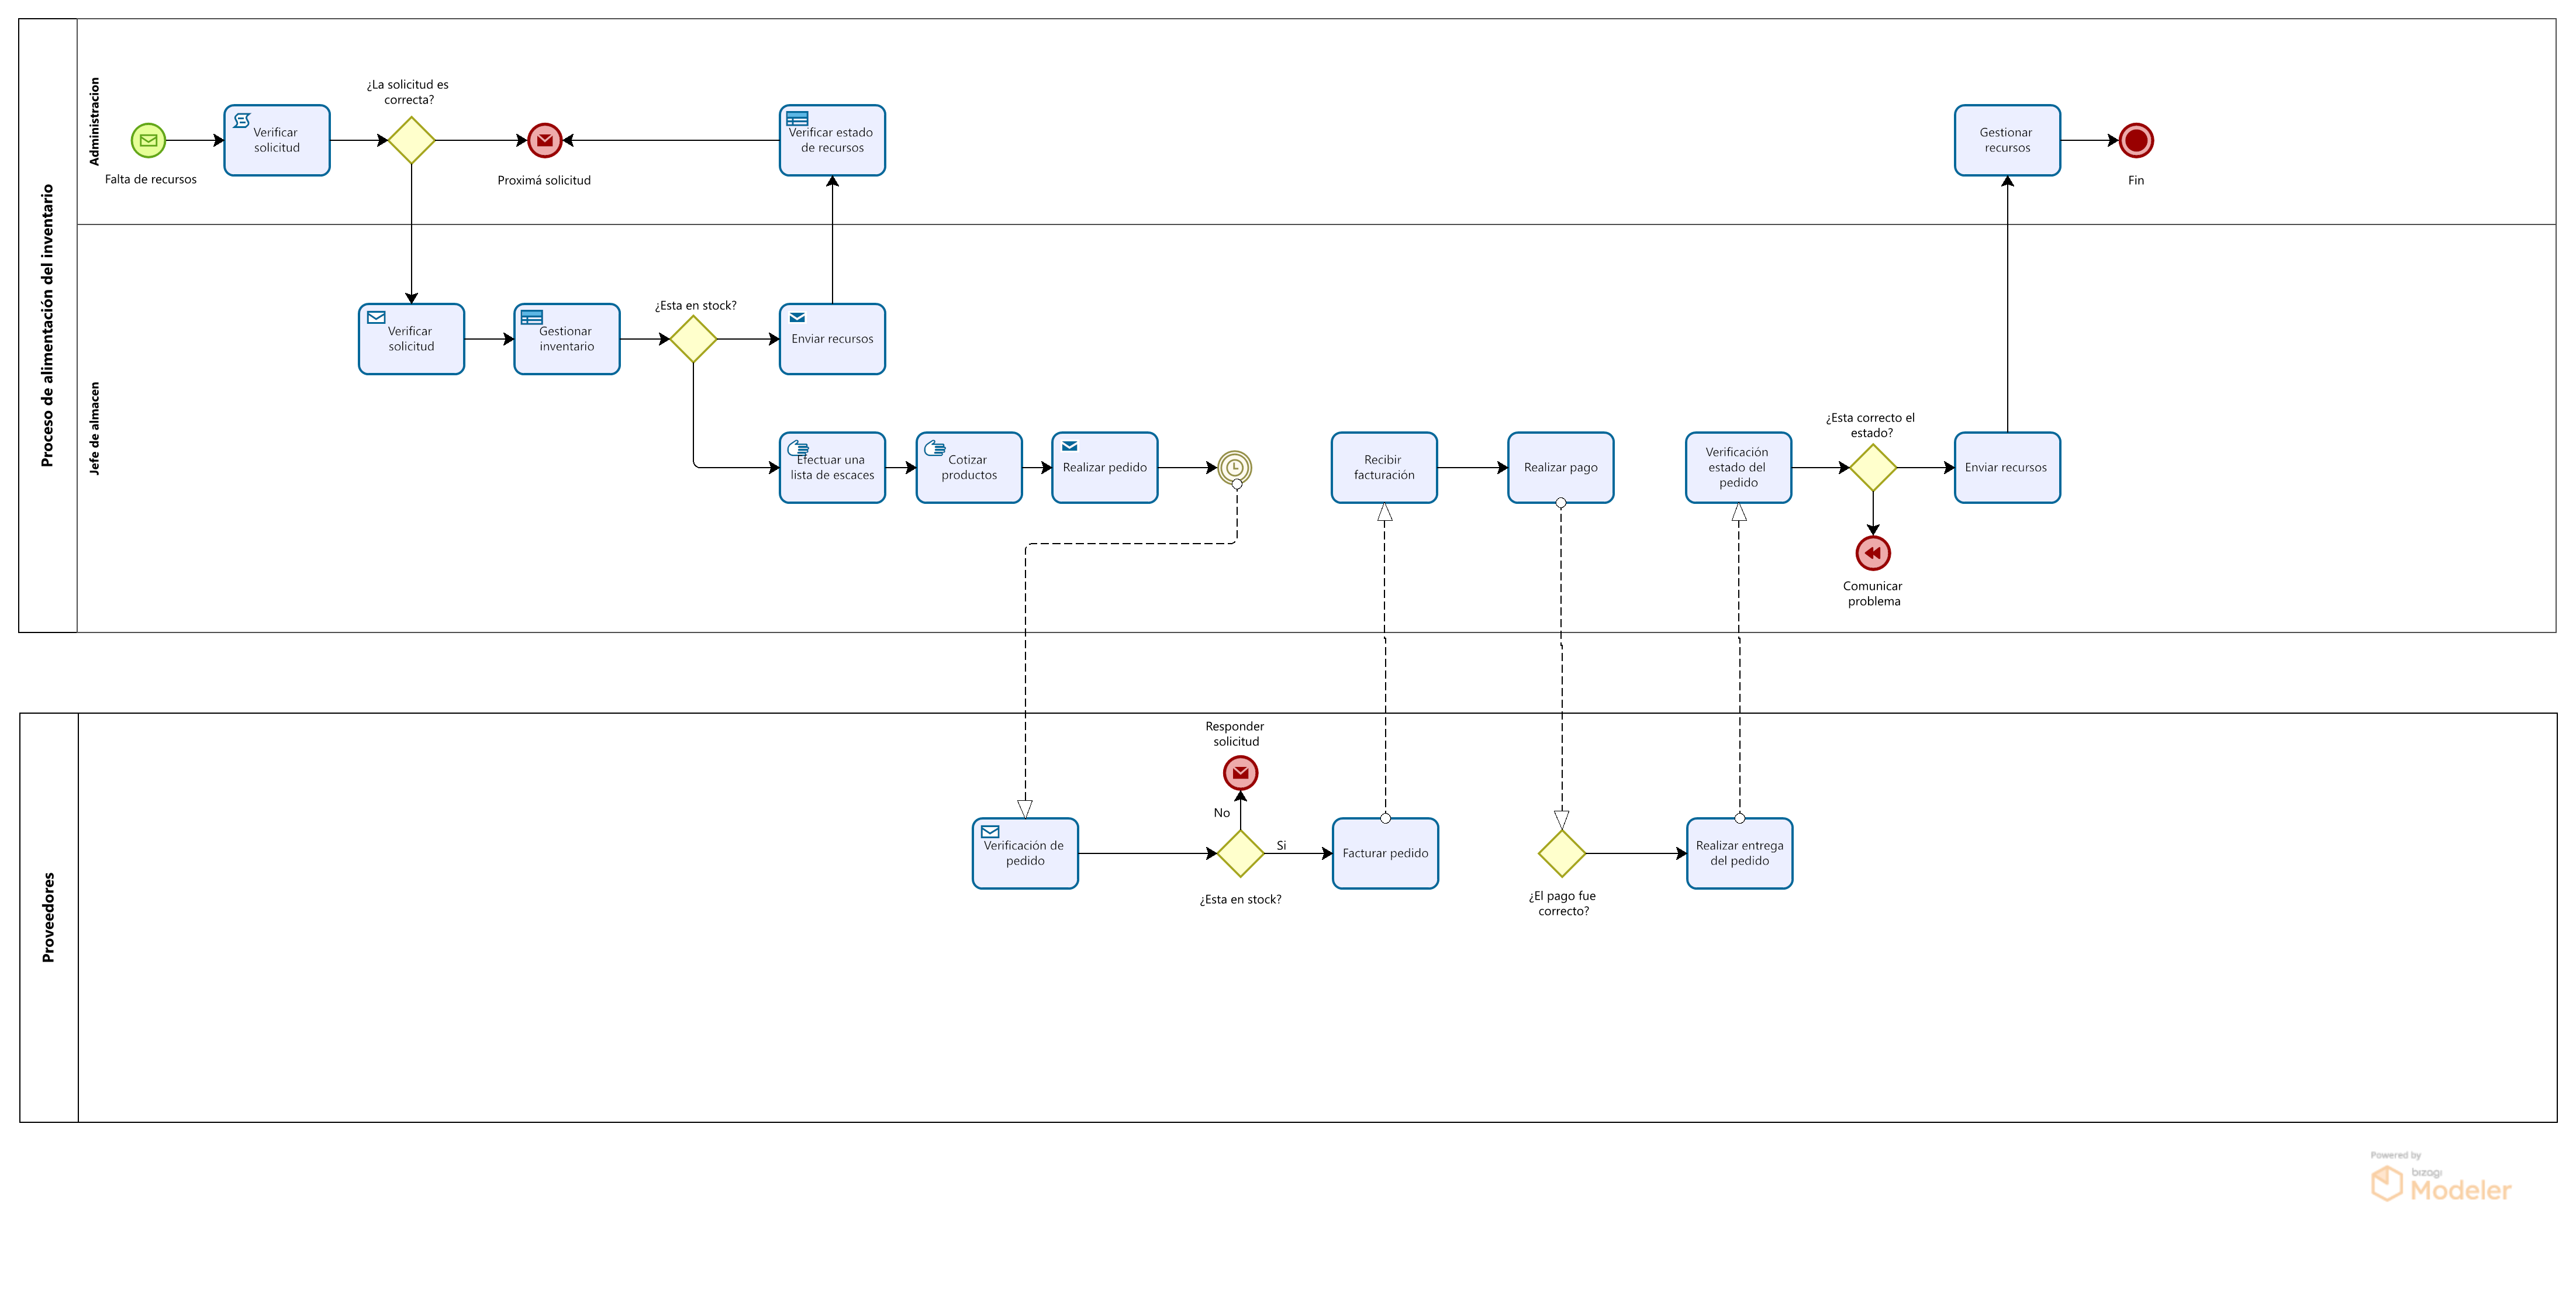 Proceso de alimentación del inventario
Administracion
¿La solicitud es
correcta?
Verificar
solicitud
Falta de recursos
Proximá solicitud
Verificar estado
de recursos
Gestionar
recursos
Fin
Jefe de almacen
Verificar
solicitud
Gestionar
inventario
¿Esta en stock?
Enviar recursos
Efectuar una
lista de escaces
Cotizar
productos
Realizar pedido
Recibir
facturación
Realizar pago
Verificación
estado del
pedido
¿Esta correcto el
estado?
Enviar recursos
Comunicar
problema
Proveedores
Responder
solicitud
No
Verificación de
pedido
Si
¿Esta en stock?
Facturar pedido
¿El pago fue
correcto?
Realizar entrega
del pedido
Powered by
bizagi
Modeler